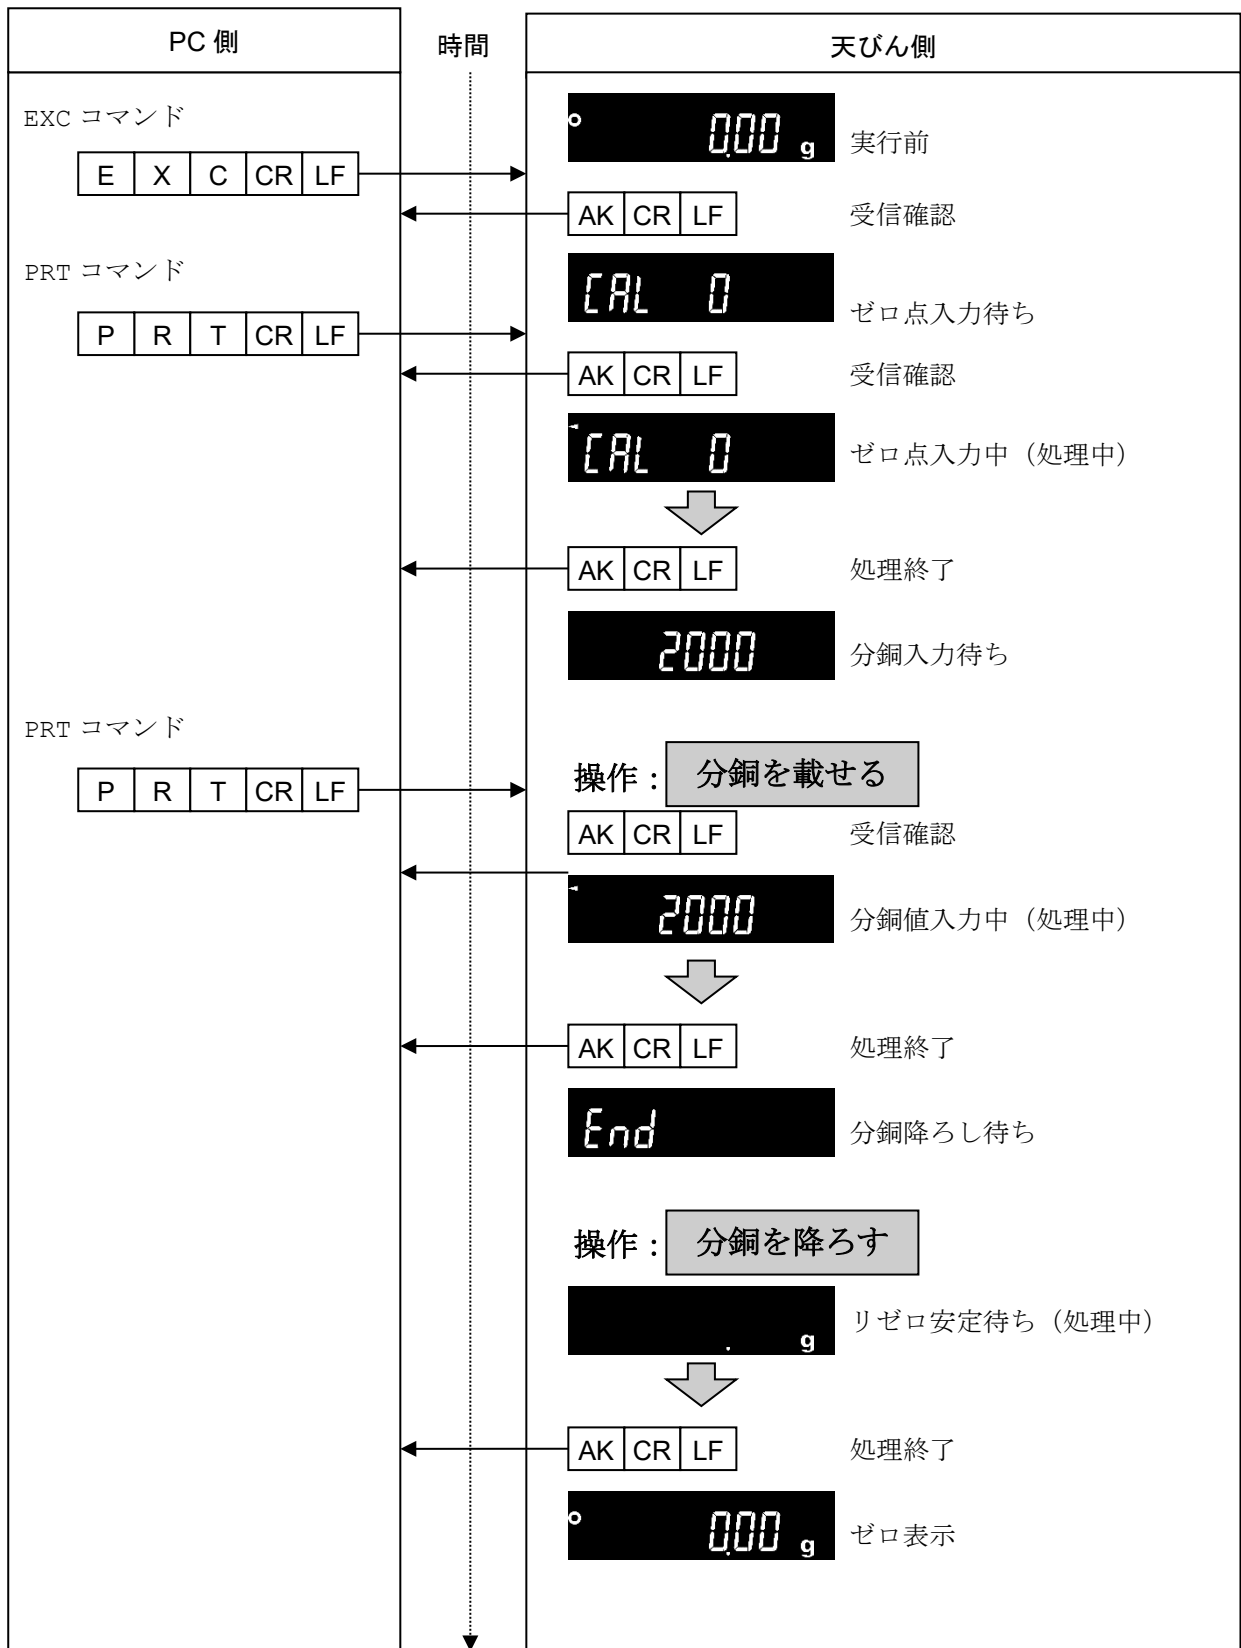 PC 側 時間 天びん側
EXC コマンド
0.00 g 実行前
E X C CR LF
AK CR LF 受信確認
PRT コマンド
CAL 0 ゼロ点入力待ち
P R T CR LF
AK CR LF 受信確認
CAL 0 ゼロ点入力中（処理中）
AK CR LF 処理終了
2000 分銅入力待ち
PRT コマンド
操作： 分銅を載せる
P R T CR LF
AK CR LF 受信確認
2000 分銅値入力中（処理中）
AK CR LF 処理終了
End 分銅降ろし待ち
操作： 分銅を降ろす
. g リゼロ安定待ち（処理中）
AK CR LF 処理終了
0.00 g ゼロ表示